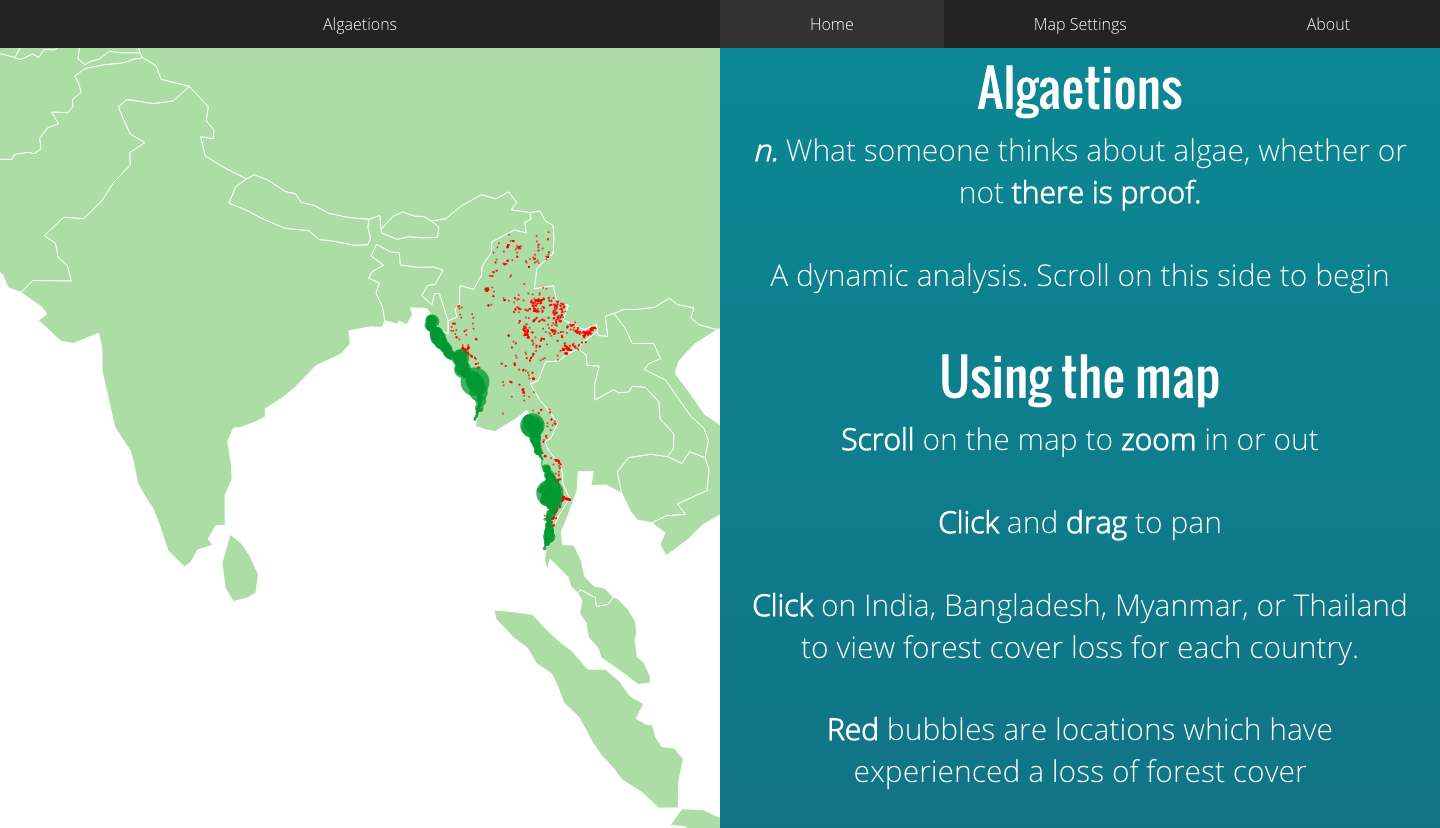 Algaetions
Home
Map Settings
About
Algaetions
n. What someone thinks about algae, whether or
not there is proof.
A dynamic analysis. Scroll on this side to begin
Using the map
Scroll on the map to zoom in or out
Click and drag to pan
Click on India, Bangladesh, Myanmar, or Thailand
to view forest cover loss for each country.
Red bubbles are locations which have
experienced a loss of forest cover